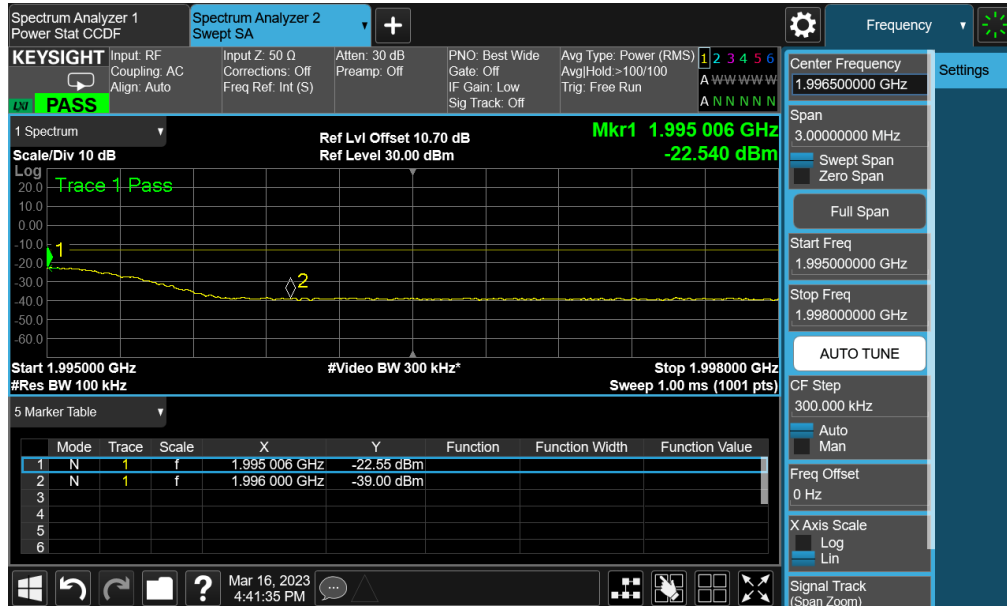 Spectrum Analyzer 1
Power Stat CCDF
Spectrum Analyzer 2
Swept SA
Frequency
KEYSIGHT
LXI
PASS
Input: RF
Coupling: AC
Align: Auto
Input Z: 50 Ω
Corrections: Off
Freq Ref: Int (S)
Atten: 30 dB
Preamp: Off
PNO: Best Wide
Gate: Off
IF Gain: Low
Sig Track: Off
Avg Type: Power (RMS)
Avg|Hold:>100/100
Trig: Free Run
1 2 3 4 5 6
A W W W W W
A N N N N N
1 Spectrum
Scale/Div 10 dB
Ref Lvl Offset 10.70 dB
Ref Level 30.00 dBm
Mkr1 1.995 006 GHz
-22.540 dBm
Log
Trace 1 Pass
20.0
10.0
0.00
-10.0
-20.0
-30.0
-40.0
-50.0
-60.0
1
2
Start 1.995000 GHz
#Video BW 300 kHz*
Stop 1.998000 GHz
#Res BW 100 kHz
Sweep 1.00 ms (1001 pts)
5 Marker Table
Mode Trace Scale X Y Function Function Width Function Value
1 N 1 f 1.995 006 GHz -22.55 dBm
2 N 1 f 1.996 000 GHz -39.00 dBm
3
4
5
6
Mar 16, 2023
4:41:35 PM
?
Settings
Center Frequency
1.996500000 GHz
Span
3.00000000 MHz
Swept Span
Zero Span
Full Span
Start Freq
1.995000000 GHz
Stop Freq
1.998000000 GHz
AUTO TUNE
CF Step
300.000 kHz
Auto
Man
Freq Offset
0 Hz
X Axis Scale
Log
Lin
Signal Track
(Span Zoom)